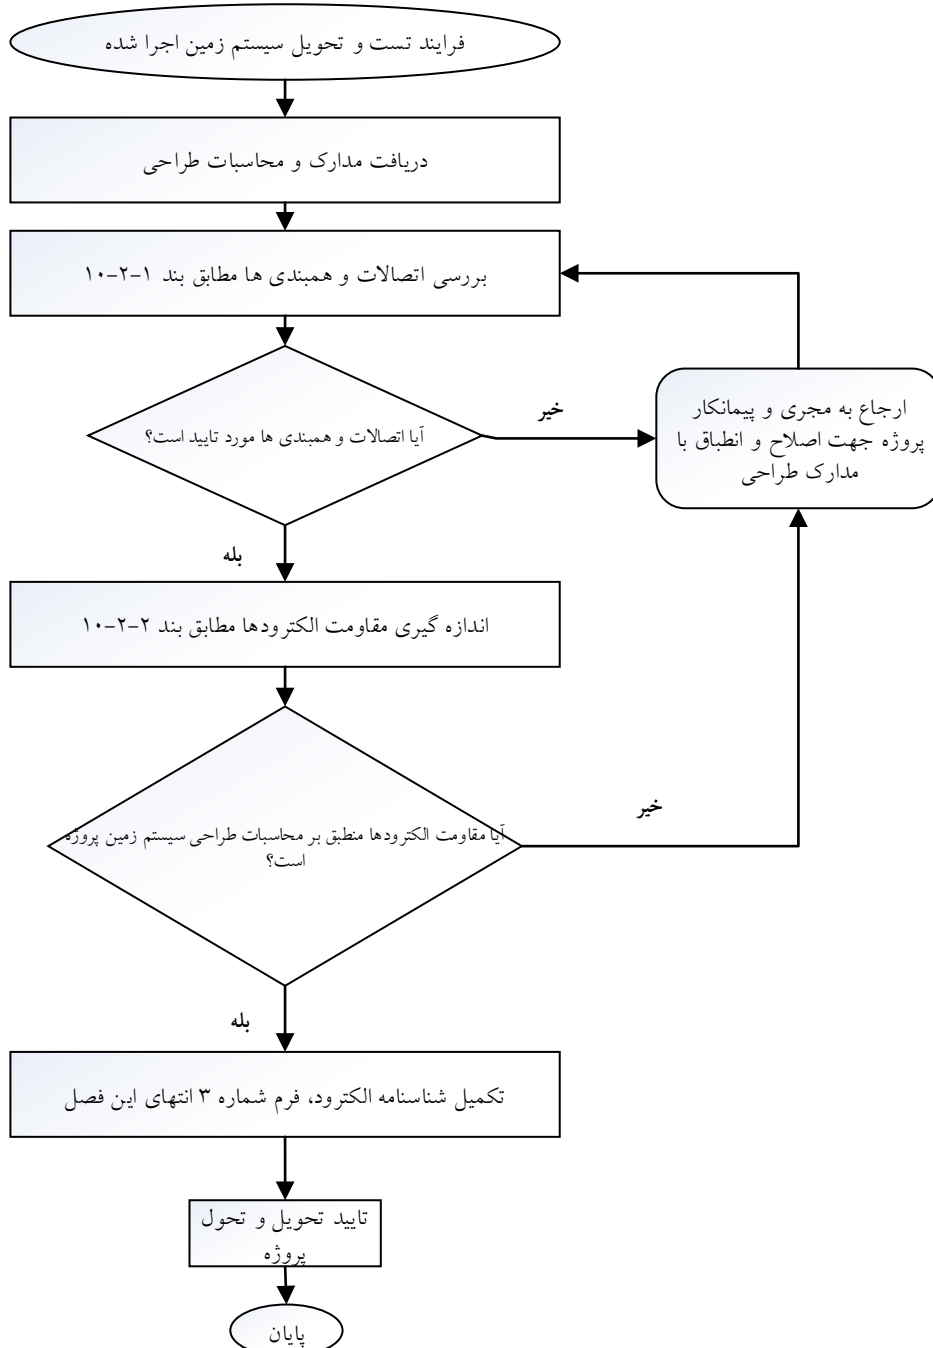 فرایند تست و تحویل سیستم زمین اجرا شده
دریافت مدارک و محاسبات طراحی
بررسی اتصالات و همبندی ها مطابق بند ۱-۲-۱۰
آیا اتصالات و همبندی ها مورد تایید است؟
خیر
ارجاع به مجری و پیمانکار
پروژه جهت اصلاح و انطباق با
مدارک طراحی
بله
اندازه گیری مقاومت الکترودها مطابق بند ۲-۲-۱۰
آیا مقاومت الکترودها منطبق بر محاسبات طراحی سیستم زمین پروژه
است؟
خیر
بله
تکمیل شناسنامه الکترود، فرم شماره ۳ انتهای این فصل
تایید تحویل و تحول
پروژه
پایان